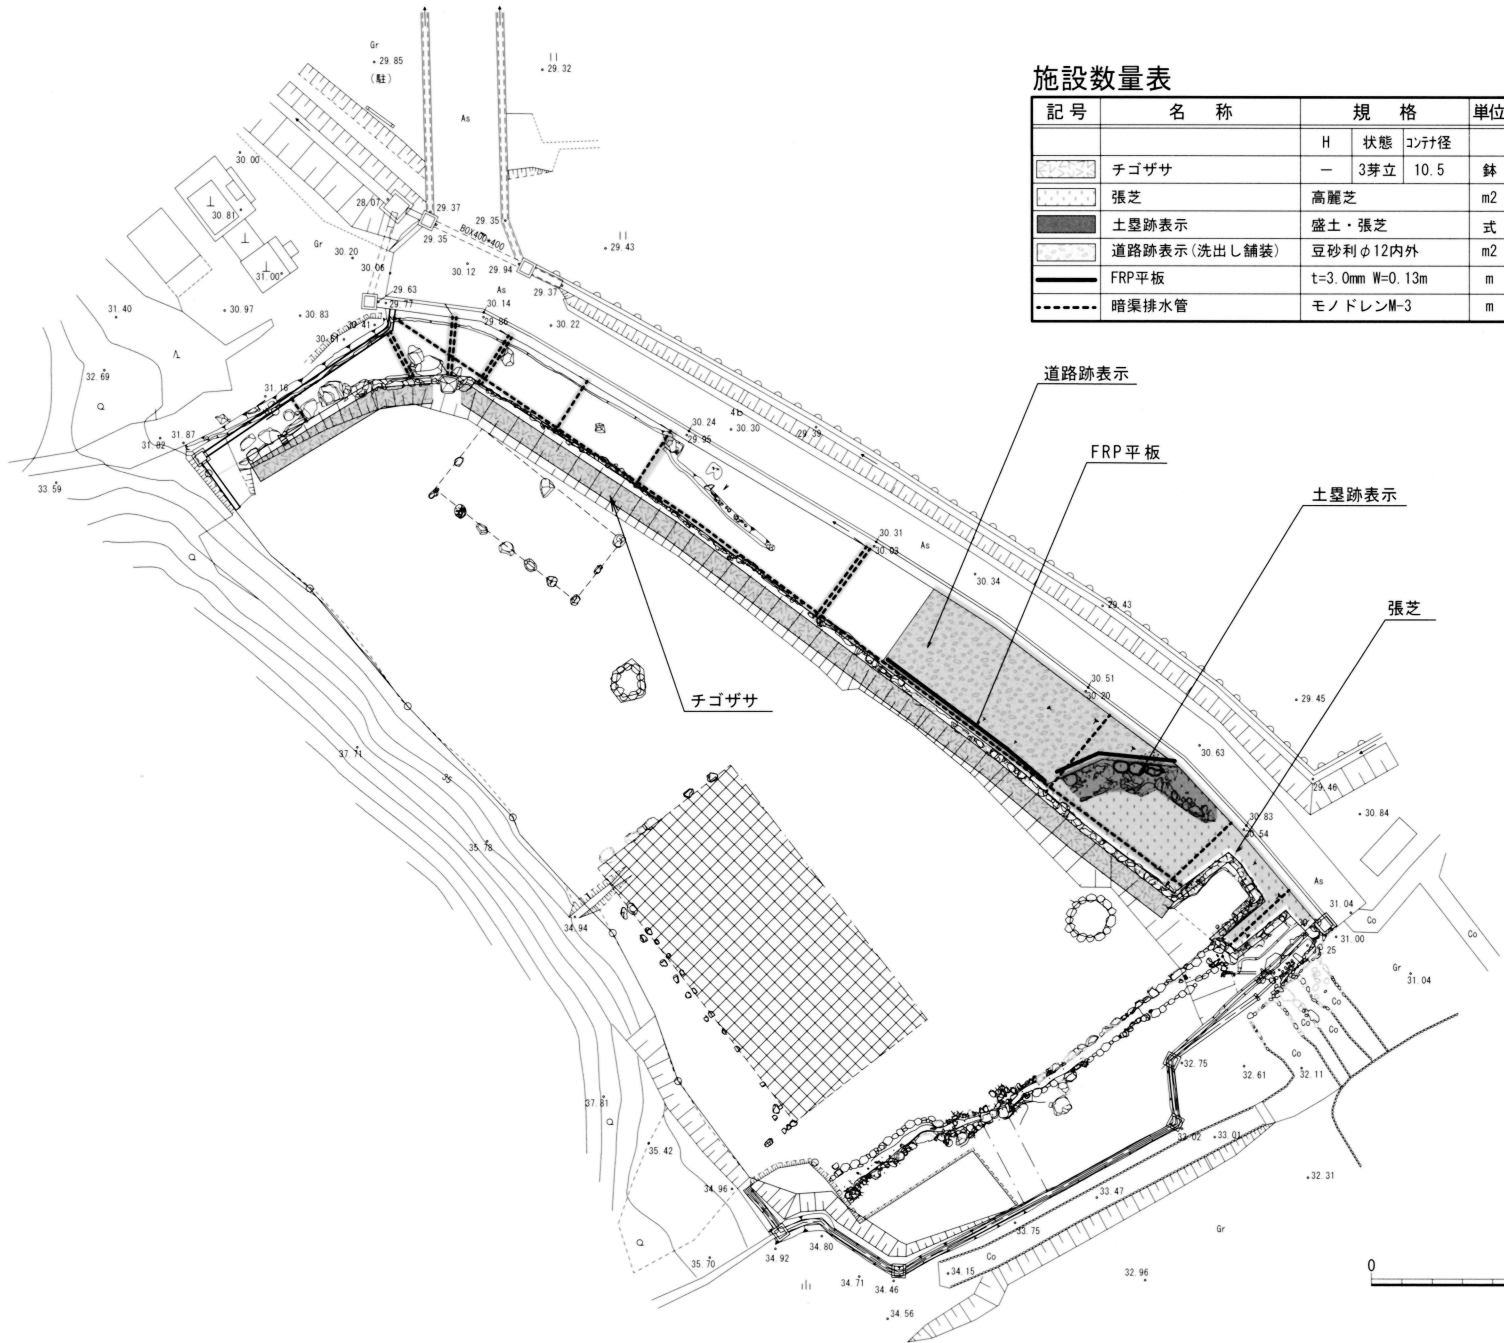 施設数量表
記号 名称 規格 単位
H 状態 コンテナ径
チゴザサ － 3芽立 10.5 鉢
張芝 高麗芝 m2
土塁跡表示 盛土・張芝 式
道路跡表示(洗出し舗装) 豆砂利φ12内外 m2
FRP平板 t=3.0mm W=0.13m m
暗渠排水管 モノドレンM-3 m
Gr
29.85
(駐)
29.32
As
30.00
30.81
28.07
29.37
29.35
29.35
BOX400*400
29.43
Gr
30.20
30.06
31.00
30.12
29.94
29.37
As
29.63
29.77
30.14
29.86
30.22
31.40
30.97
30.83
30.61
32.69
31.16
31.87
31.82
33.59
道路跡表示
30.24
29.95
30.30
29.39
FRP平板
土塁跡表示
30.31
30.03
As
30.34
29.43
張芝
チゴザサ
30.51
30.20
29.45
30.63
29.46
30.84
37.71
35
35.78
30.83
30.54
As
34.94
31.04
Co
31.00
Co
Gr
31.04
Co
Co
Co
32.75
32.61
32.11
37.81
33.01
35.42
34.96
33.47
32.31
33.75
Gr
34.80
34.92
Co
35.70
34.15
34.71
34.46
32.96
34.56
0